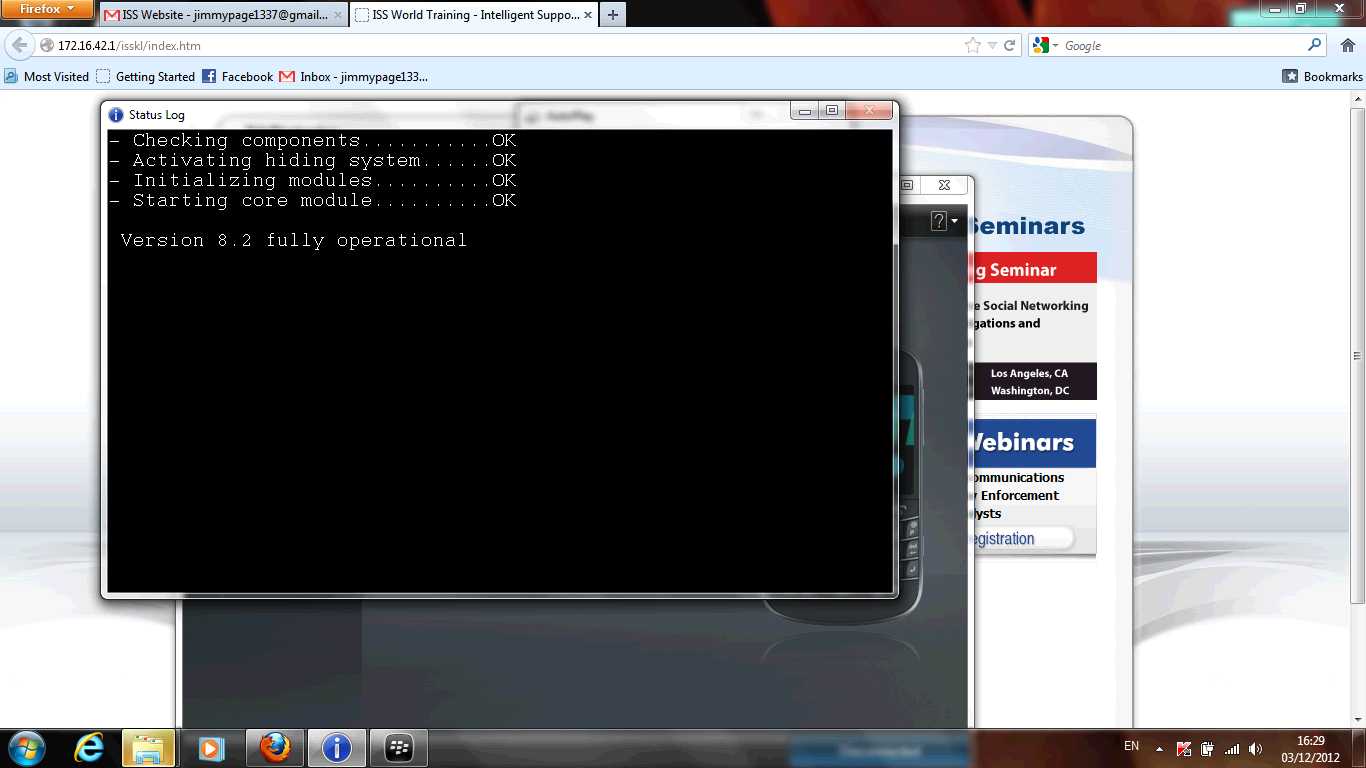 Firefox
ISS Website - jimmypage1337@gmail...
ISS World Training - Intelligent Suppo...
172.16.42.1/isskl/index.htm
Google
Most Visited
Getting Started
Facebook
Inbox - jimmypage133...
Bookmarks
Status Log
AutoPlay
- Checking components...........OK
- Activating hiding system......OK
- Initializing modules..........OK
- Starting core module..........OK
Version 8.2 fully operational
?
Seminars
g Seminar
e Social Networking
gations and
Los Angeles, CA
Washington, DC
Webinars
ommunications
y Enforcement
lysts
egistration
Disconnected
EN
16:29
03/12/2012